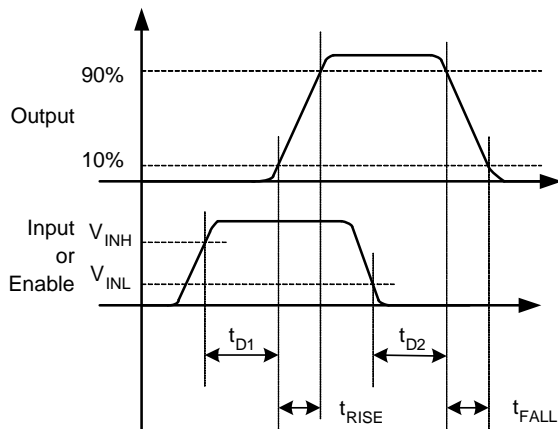 90%
Output
10%
Input
or
Enable
V_INH
V_INL
t_D1
t_D2
t_RISE
t_FALL